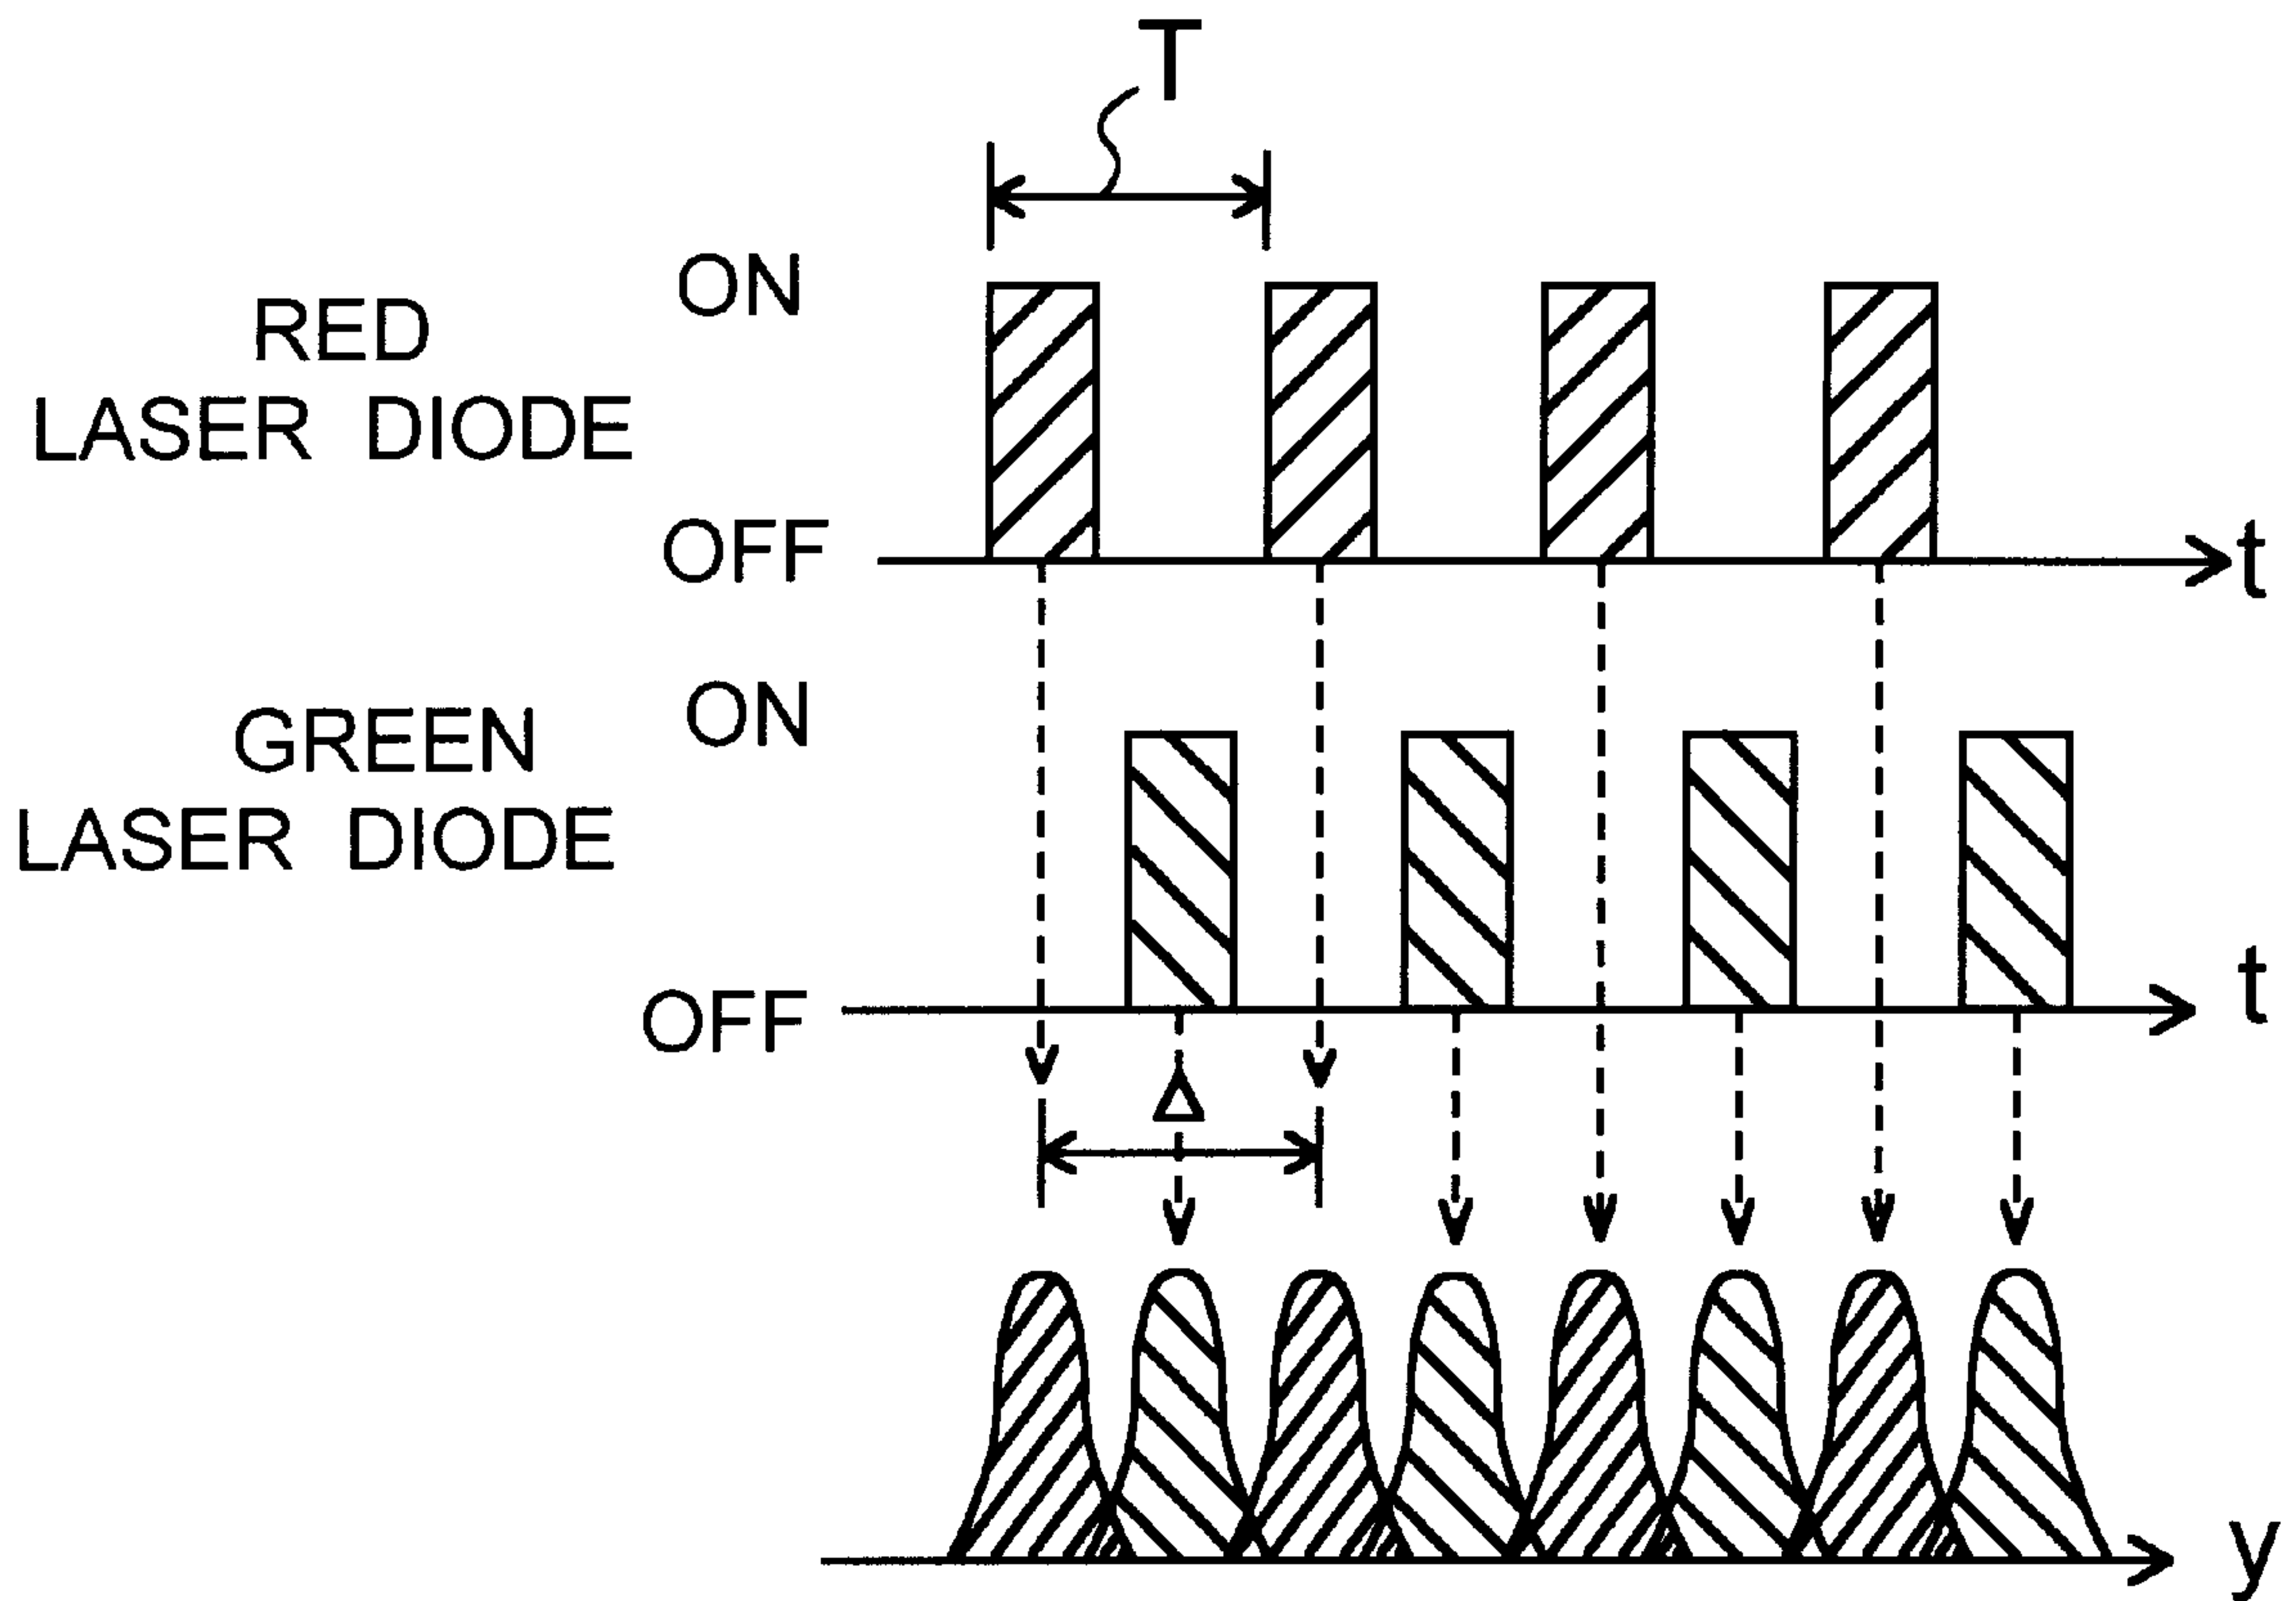 T
ON
RED
LASER DIODE
OFF
t
ON
GREEN
LASER DIODE
OFF
t
Δ
y